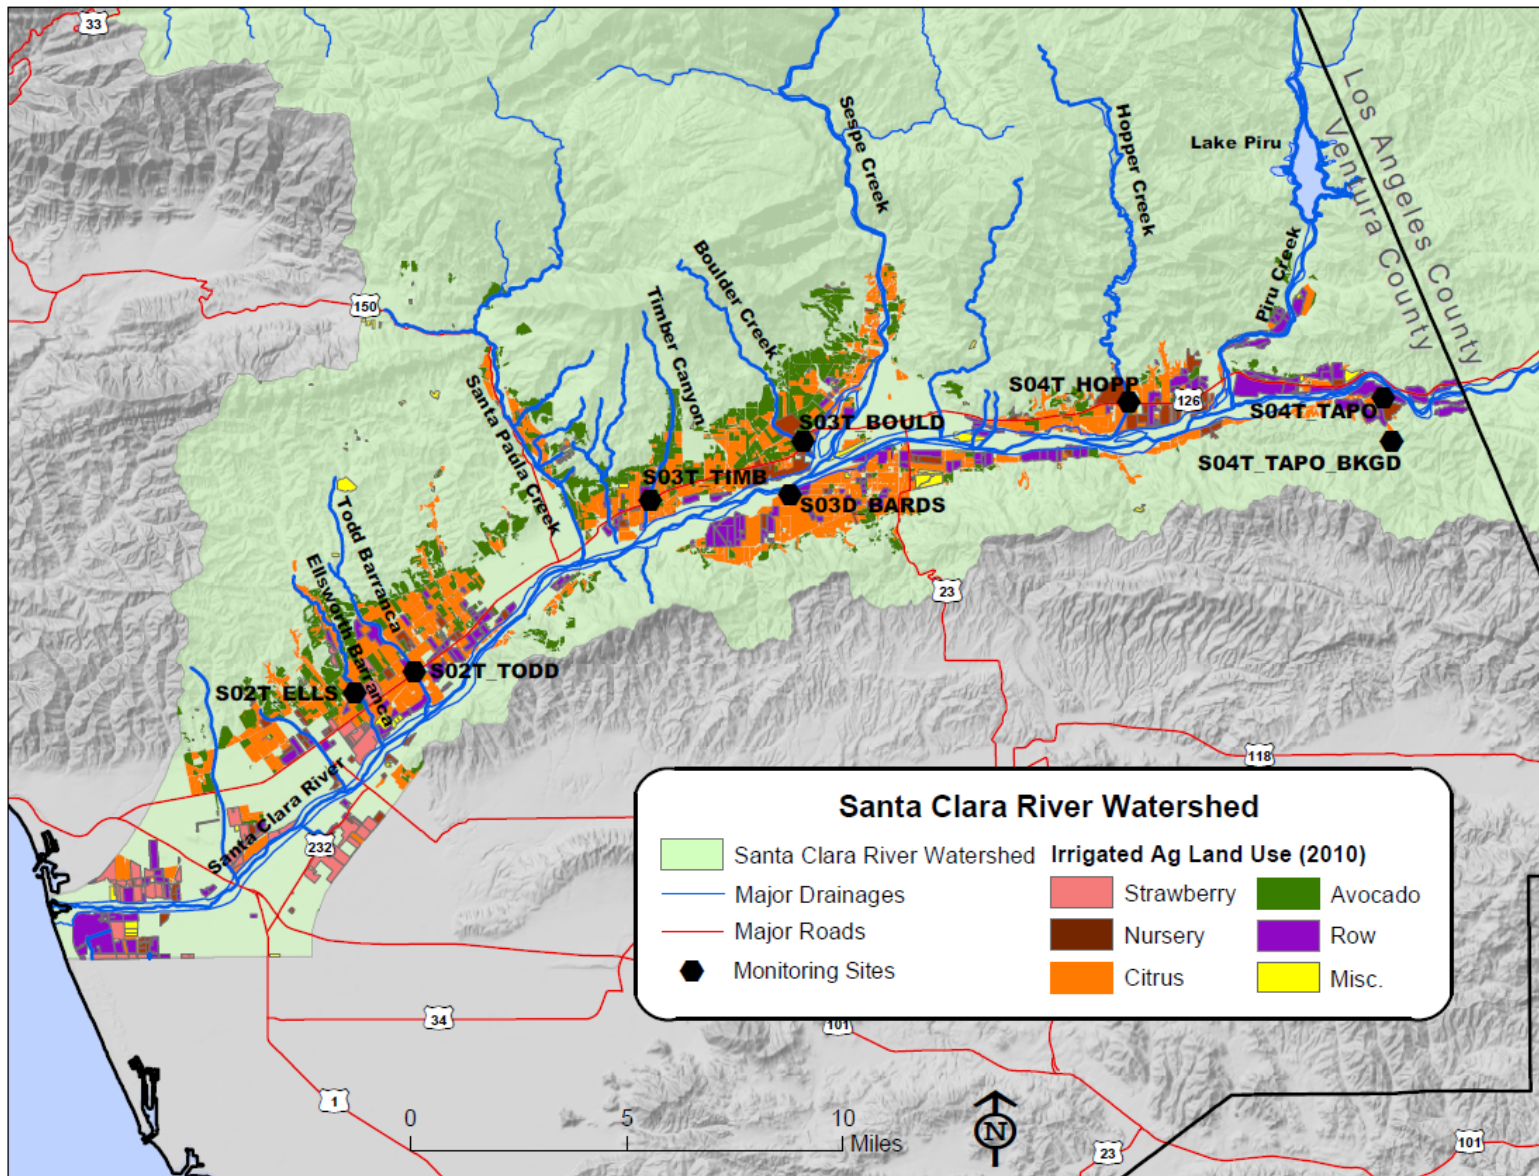 33
Los Angeles County
Ventura County
Sespe Creek
Hopper Creek
Lake Piru
Piru Creek
Boulder Creek
Timber Canyon
150
Santa Paula Creek
S04T_HOPP
126
S04T_TAPO
S03T_BOULD
S04T_TAPO_BKGD
S03T_TIMB
S03D_BARDS
Todd Barranca
Ellsworth Barranca
23
S02T_TODD
S02T_ELLS
118
Santa Clara River
232
Santa Clara River Watershed
Santa Clara River Watershed
Major Drainages
Major Roads
Monitoring Sites
Irrigated Ag Land Use (2010)
Strawberry
Avocado
Nursery
Row
Citrus
Misc.
34
101
1
0 5 10
Miles
N
23
101